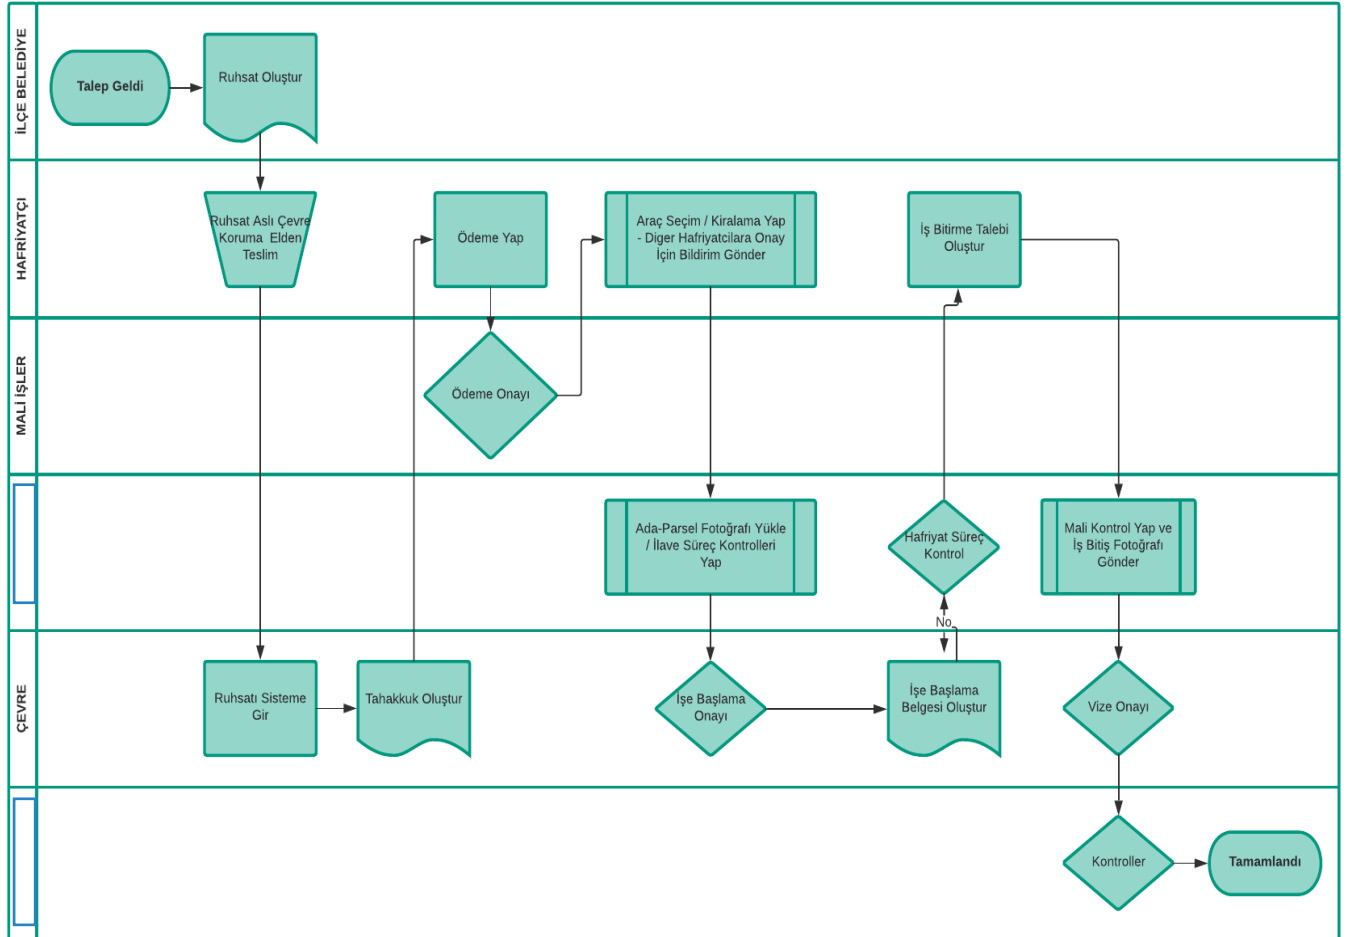 İLÇE BELEDİYE
Talep Geldi
Ruhsat Oluştur
HAFRİYATÇI
Ruhsat Aslı Çevre
Koruma Elden
Teslim
Ödeme Yap
Araç Seçim / Kiralama Yap
- Diger Hafriyatcilara Onay
İçin Bildirim Gönder
İş Bitirme Talebi
Oluştur
MALİ İŞLER
Ödeme Onayı
Ada-Parsel Fotoğrafı Yükle
/ İlave Süreç Kontrolleri
Yap
Hafriyat Süreç
Kontrol
Mali Kontrol Yap ve
İş Bitiş Fotoğrafı
Gönder
No
ÇEVRE
Ruhsatı Sisteme
Gir
Tahakkuk Oluştur
İşe Başlama
Onayı
İşe Başlama
Belgesi Oluştur
Vize Onayı
Kontroller
Tamamlandı